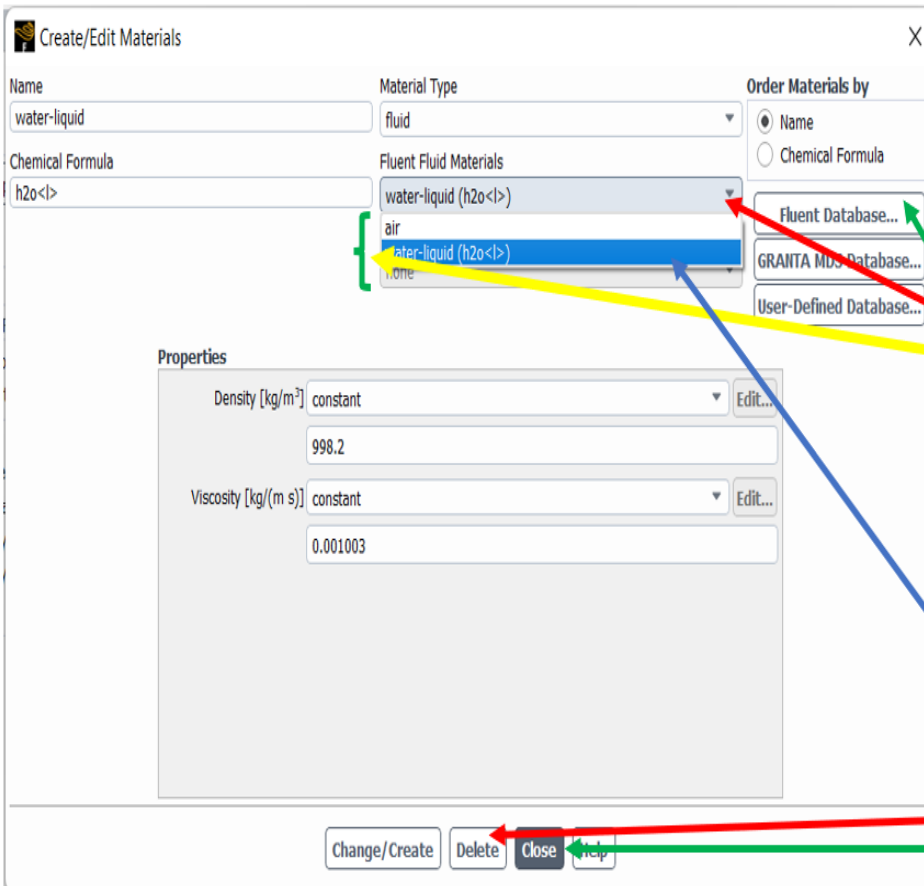 Create/Edit Materials
X
Name
Material Type
Order Materials by
water-liquid
fluid
Name
Chemical Formula
Chemical Formula
Fluent Fluid Materials
h2o<l>
water-liquid (h2o<l>)
Fluent Database...
air
water-liquid (h2o<l>)
GRANTA MDS Database...
none
User-Defined Database...
Properties
Density [kg/m³]
constant
Edit...
998.2
Viscosity [kg/(m s)]
constant
Edit...
0.001003
Change/Create
Delete
Close
Help